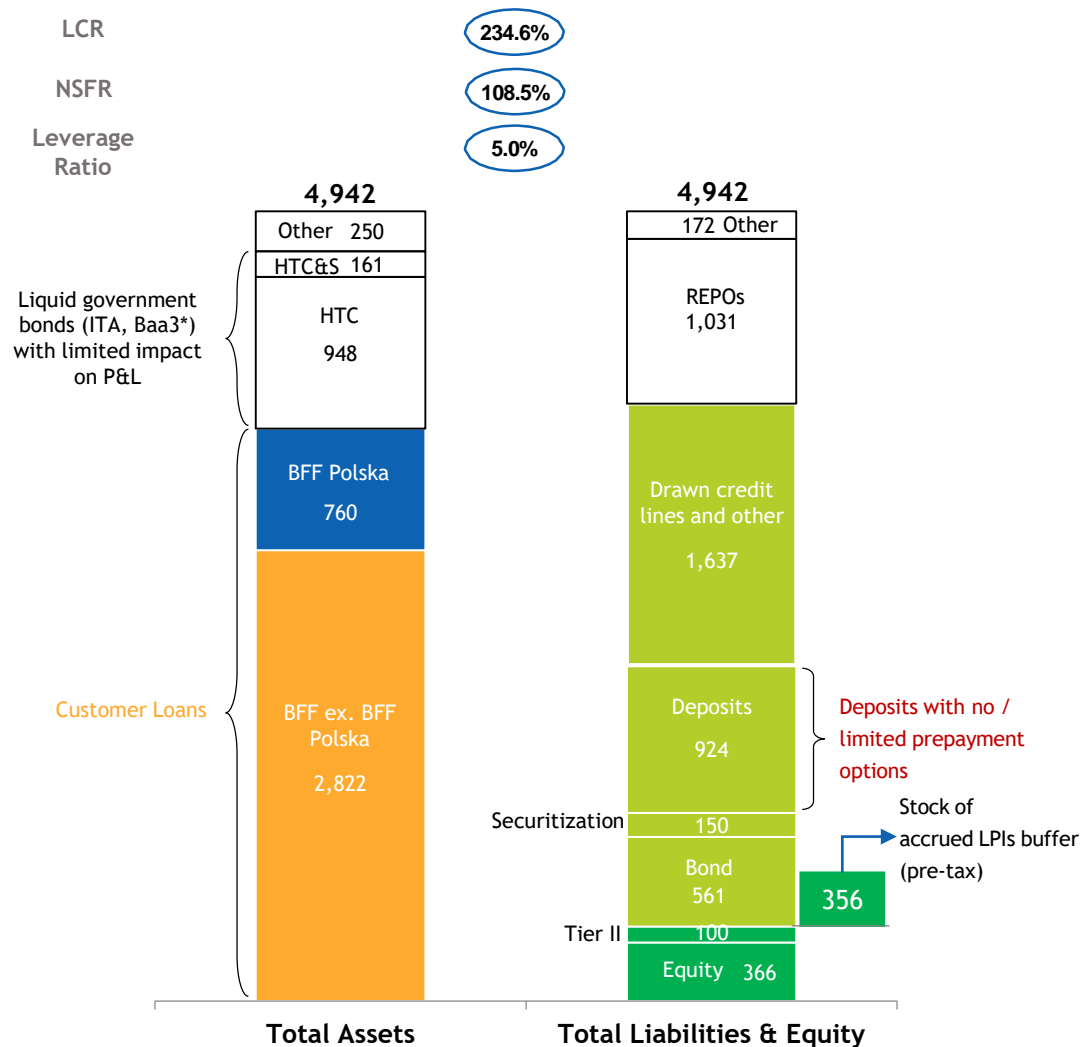 LCR
234.6%
NSFR
108.5%
Leverage
Ratio
5.0%
4,942
4,942
Other 250
HTC&S 161
HTC
948
Liquid government
bonds (ITA, Baa3*)
with limited impact
on P&L
BFF Polska
760
Customer Loans
BFF ex. BFF
Polska
2,822
172 Other
REPOs
1,031
Drawn credit
lines and other
1,637
Deposits
924
Deposits with no /
limited prepayment
options
Securitization
150
Stock of
accrued LPIs buffer
(pre-tax)
Bond
561
356
Tier II
100
Equity 366
Total Assets
Total Liabilities & Equity